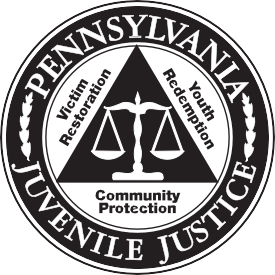 PENNSYLVANIA
Victim
Restoration
Youth
Redemption
Community
Protection
JUVENILE JUSTICE